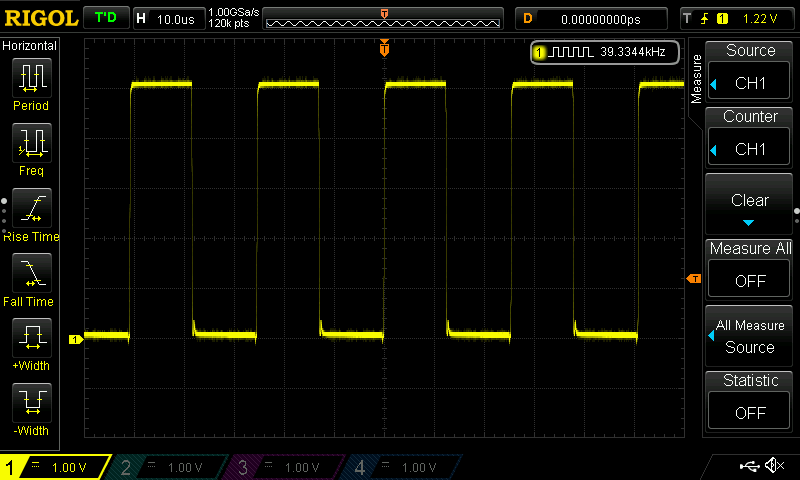 RIGOL T'D H 10.0us 1.00GSa/s 120k pts T D 0.00000000ps T 1 1.22 V
Horizontal
Period
Freq
Rise Time
Fall Time
+Width
-Width
T
1 39.3344kHz
T
1
Measure
Source
CH1
Counter
CH1
Clear
Measure All
OFF
All Measure
Source
Statistic
OFF
1 1.00 V 2 1.00 V 3 1.00 V 4 1.00 V